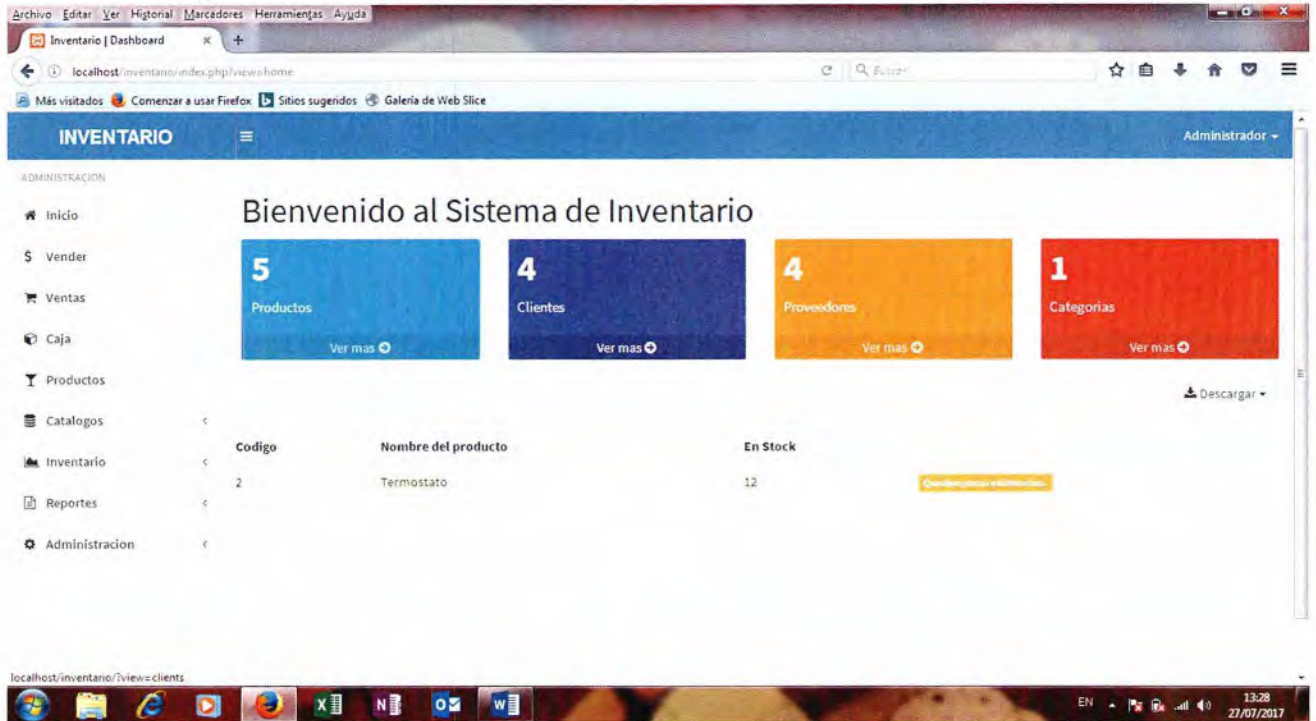 Archivo Editar Ver Historial Marcadores Herramientas Ayuda
Inventario | Dashboard
localhost/inventario/index.php?view=home
Más visitados Comenzar a usar Firefox Sitios sugeridos Galería de Web Slice
INVENTARIO Administrador
ADMINISTRACION
Inicio
Vender
Ventas
Caja
Productos
Catalogos
Inventario
Reportes
Administracion
Bienvenido al Sistema de Inventario
5 4 4 1
Productos Clientes Proveedores Categorias
Ver mas Ver mas Ver mas Ver mas
Descargar
Codigo Nombre del producto En Stock
2 Termostato 12
localhost/inventario/?view=clients
EN 13:28
27/07/2017